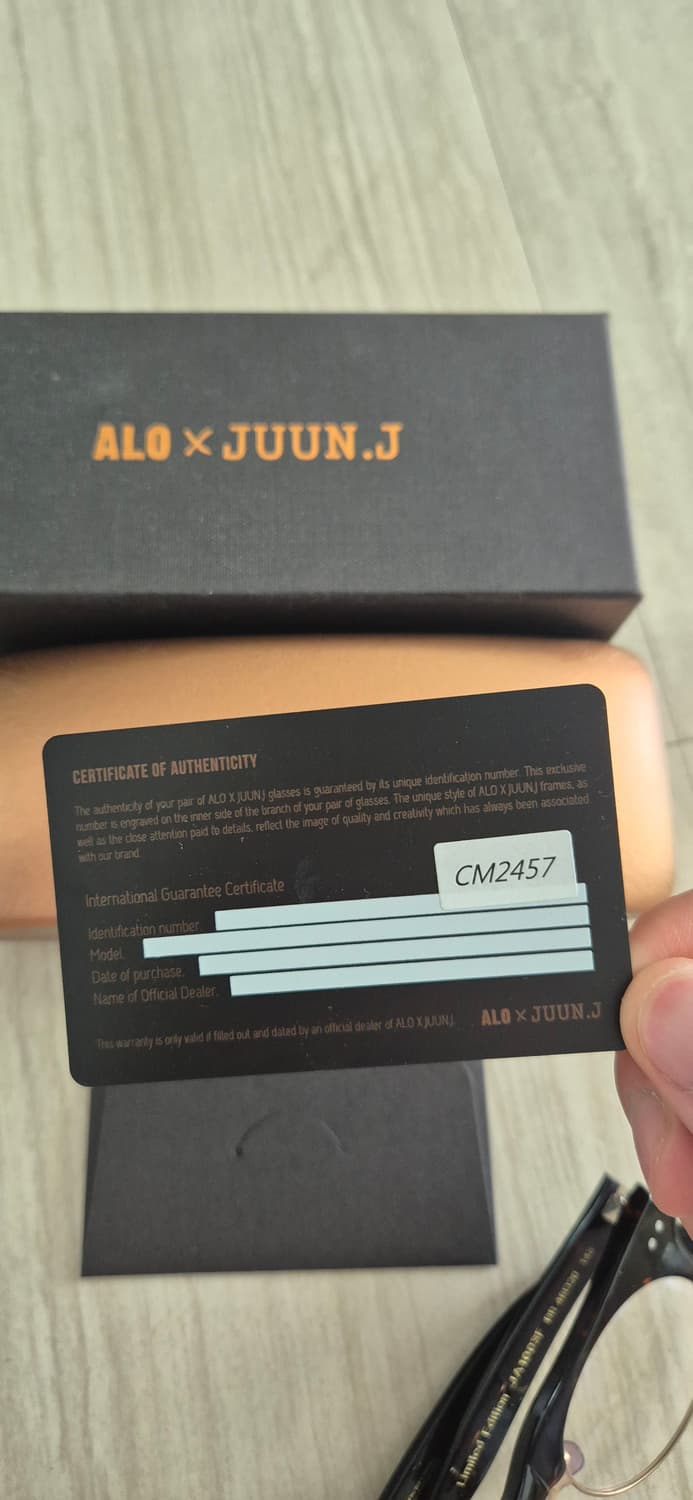 ALO × JUUN.J
CERTIFICATE OF AUTHENTICITY
The authenticity of your pair of ALO X JUUN.J glasses is guaranteed by its unique identification number. This exclusive
number is engraved on the inner side of the branch of your pair of glasses. The unique style of ALO X JUUN.J frames, as
well as the close attention paid to details, reflect the image of quality and creativity which has always been associated
with our brand.
International Guarantee Certificate
CM2457
Identification number.
Model.
Date of purchase.
Name of Official Dealer.
This warranty is only valid if filled out and dated by an official dealer of ALO X JUUN.J
ALO × JUUN.J
Limited Edition